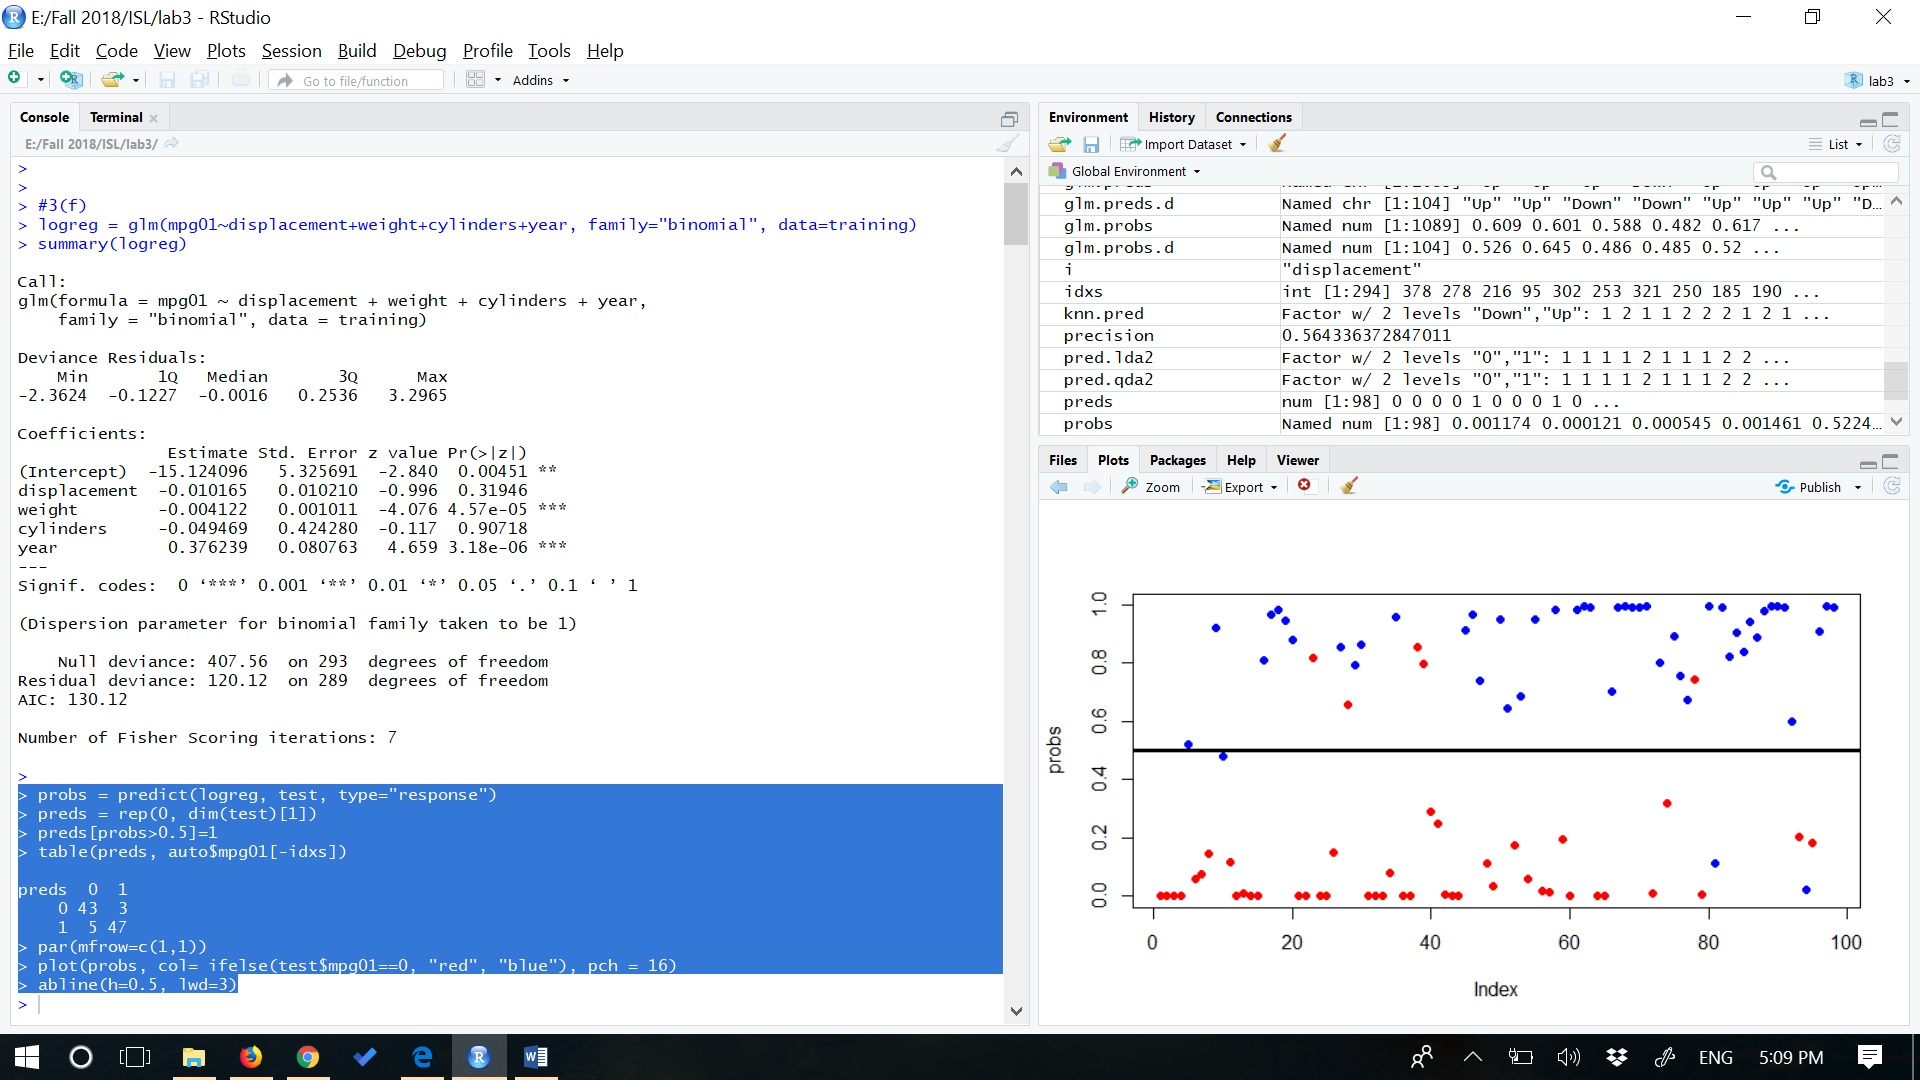 E:/Fall 2018/ISL/lab3 - RStudio
File Edit Code View Plots Session Build Debug Profile Tools Help
Go to file/function Addins lab3
Console Terminal
E:/Fall 2018/ISL/lab3/
>
>
> #3(f)
> logreg = glm(mpg01~displacement+weight+cylinders+year, family="binomial", data=training)
> summary(logreg)
Call:
glm(formula = mpg01 ~ displacement + weight + cylinders + year,
family = "binomial", data = training)
Deviance Residuals:
Min 1Q Median 3Q Max
-2.3624 -0.1227 -0.0016 0.2536 3.2965
Coefficients:
Estimate Std. Error z value Pr(>|z|)
(Intercept) -15.124096 5.325691 -2.840 0.00451 **
displacement -0.010165 0.010210 -0.996 0.31946
weight -0.004122 0.001011 -4.076 4.57e-05 ***
cylinders -0.049469 0.424280 -0.117 0.90718
year 0.376239 0.080763 4.659 3.18e-06 ***
---
Signif. codes: 0 ‘***’ 0.001 ‘**’ 0.01 ‘*’ 0.05 ‘.’ 0.1 ‘ ’ 1
(Dispersion parameter for binomial family taken to be 1)
Null deviance: 407.56 on 293 degrees of freedom
Residual deviance: 120.12 on 289 degrees of freedom
AIC: 130.12
Number of Fisher Scoring iterations: 7
>
> probs = predict(logreg, test, type="response")
> preds = rep(0, dim(test)[1])
> preds[probs>0.5]=1
> table(preds, auto$mpg01[-idxs])
preds 0 1
0 43 3
1 5 47
> par(mfrow=c(1,1))
> plot(probs, col= ifelse(test$mpg01==0, "red", "blue"), pch = 16)
> abline(h=0.5, lwd=3)
>
Environment History Connections
Import Dataset List
Global Environment
glm.preds.d Named chr [1:104] "Up" "Up" "Down" "Down" "Up" "Up" "Up" "D...
glm.probs Named num [1:1089] 0.609 0.601 0.588 0.482 0.617 ...
glm.probs.d Named num [1:104] 0.526 0.645 0.486 0.485 0.52 ...
i "displacement"
idxs int [1:294] 378 278 216 95 302 253 321 250 185 190 ...
knn.pred Factor w/ 2 levels "Down","Up": 1 2 1 1 2 2 2 1 2 1 ...
precision 0.564336372847011
pred.lda2 Factor w/ 2 levels "0","1": 1 1 1 1 2 1 1 1 2 2 ...
pred.qda2 Factor w/ 2 levels "0","1": 1 1 1 1 2 1 1 1 2 2 ...
preds num [1:98] 0 0 0 0 1 0 0 0 1 0 ...
probs Named num [1:98] 0.001174 0.000121 0.000545 0.001461 0.5224...
Files Plots Packages Help Viewer
Zoom Export Publish
probs
1.0
0.8
0.6
0.4
0.2
0.0
0 20 40 60 80 100
Index
ENG 5:09 PM